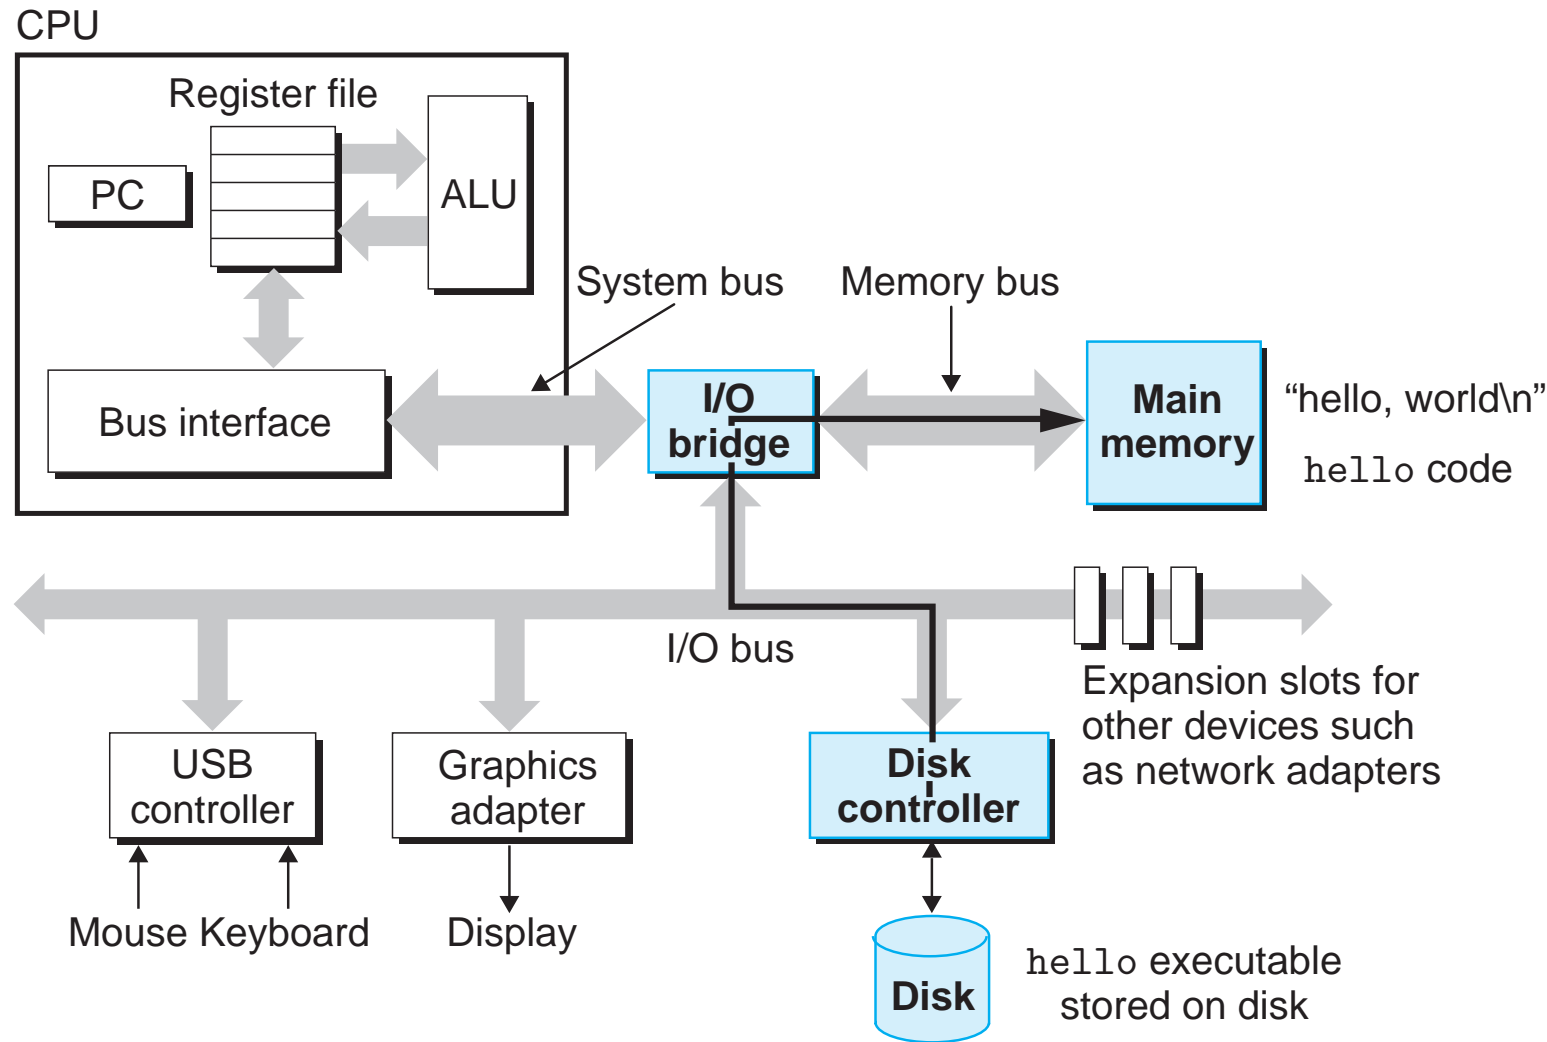 CPU
Register file
PC
ALU
System bus
Memory bus
Bus interface
I/O
bridge
Main
memory
“hello, world\n”
hello code
I/O bus
Expansion slots for
other devices such
as network adapters
USB
controller
Graphics
adapter
Disk
controller
Mouse Keyboard
Display
Disk
hello executable
stored on disk